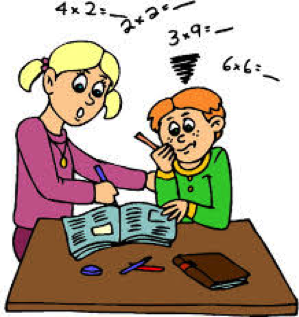 4 x 2 = _
2 x 2 = _
3 x 9 = _
6 x 6 = _